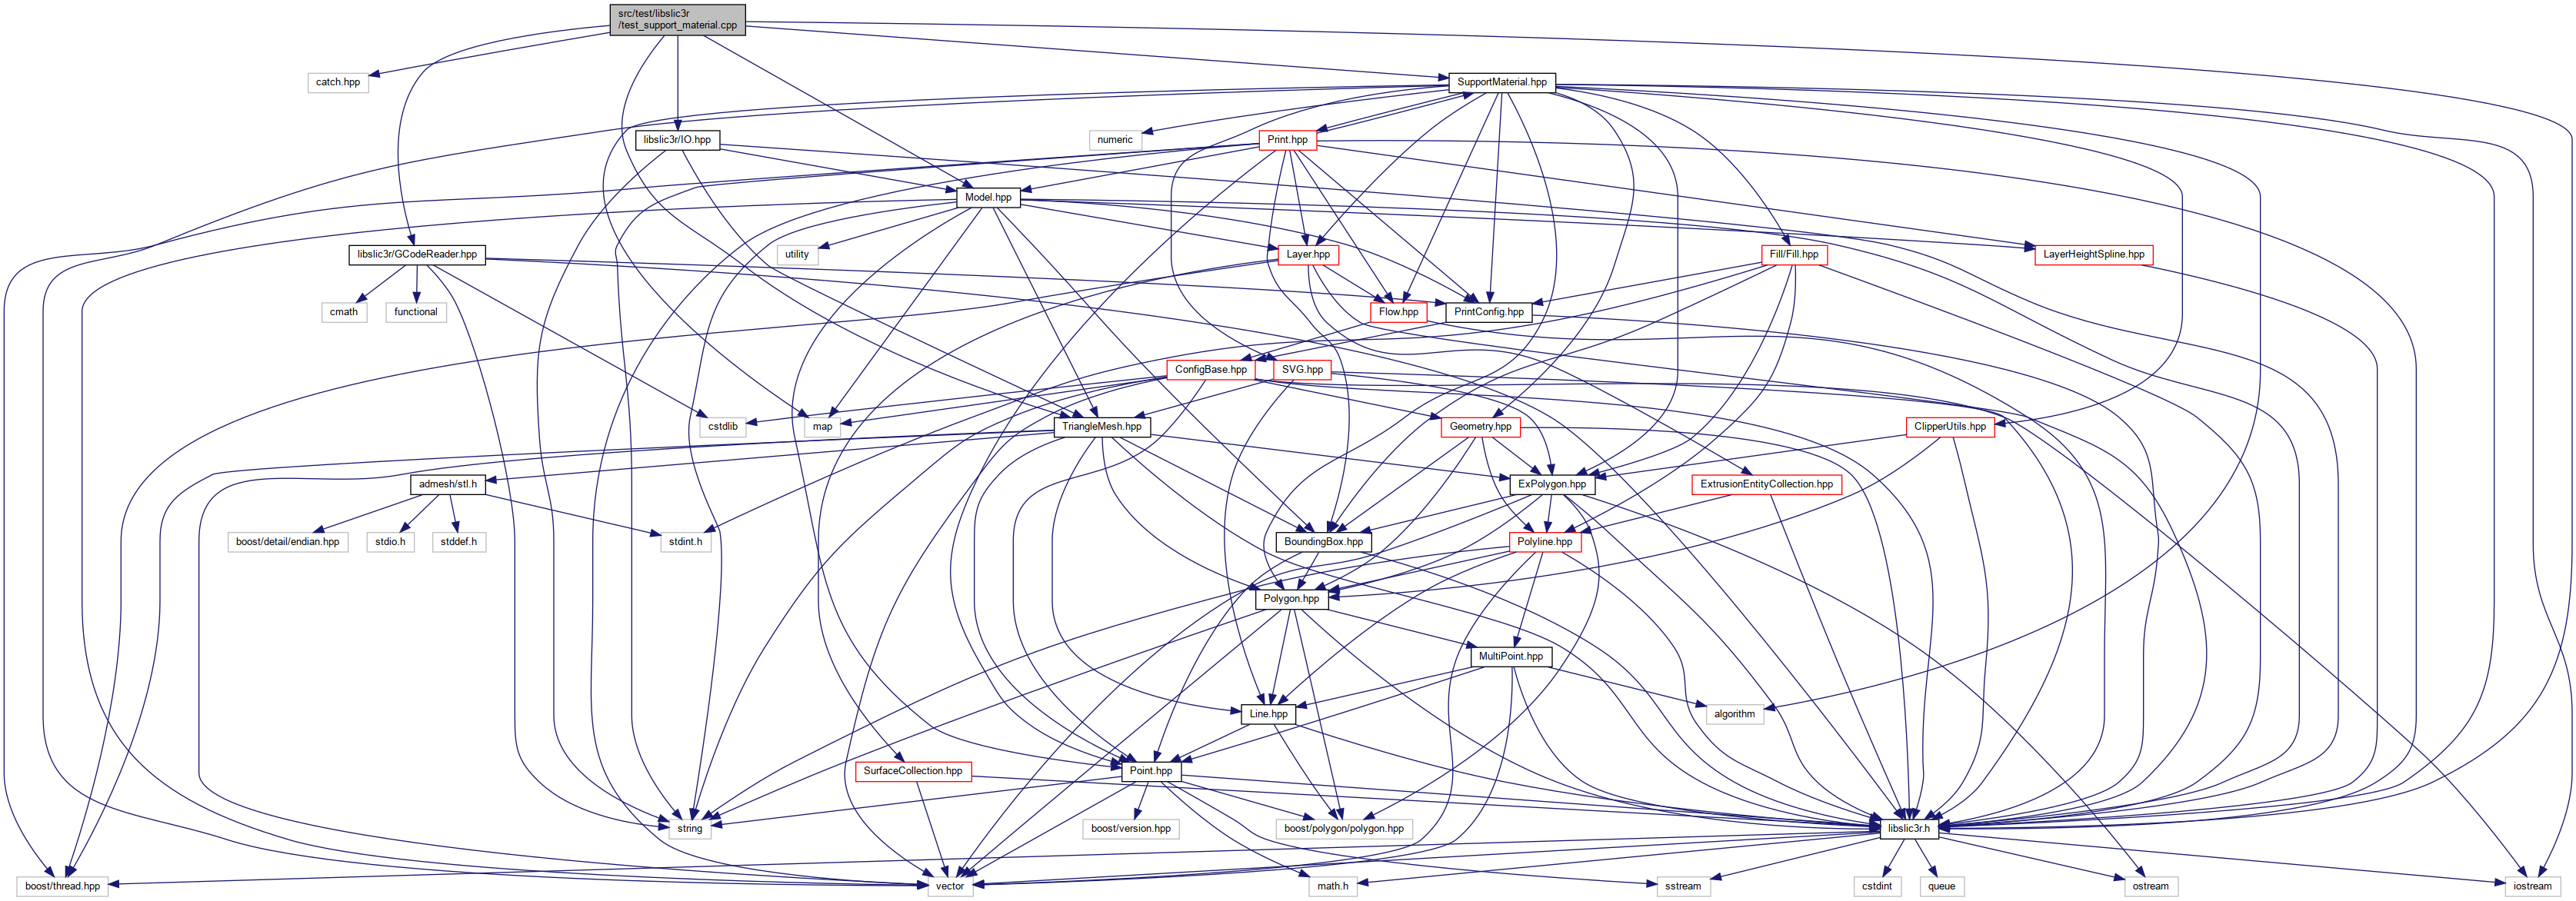 src/test/libslic3r
/test_support_material.cpp
catch.hpp
SupportMaterial.hpp
libslic3r/IO.hpp
numeric
Print.hpp
Model.hpp
libslic3r/GCodeReader.hpp
utility
Layer.hpp
Fill/Fill.hpp
LayerHeightSpline.hpp
cmath
functional
Flow.hpp
PrintConfig.hpp
ConfigBase.hpp
SVG.hpp
cstdlib
map
TriangleMesh.hpp
Geometry.hpp
ClipperUtils.hpp
admesh/stl.h
ExPolygon.hpp
ExtrusionEntityCollection.hpp
boost/detail/endian.hpp
stdio.h
stddef.h
stdint.h
BoundingBox.hpp
Polyline.hpp
Polygon.hpp
MultiPoint.hpp
Line.hpp
algorithm
SurfaceCollection.hpp
Point.hpp
string
boost/version.hpp
boost/polygon/polygon.hpp
libslic3r.h
boost/thread.hpp
vector
math.h
sstream
cstdint
queue
ostream
iostream